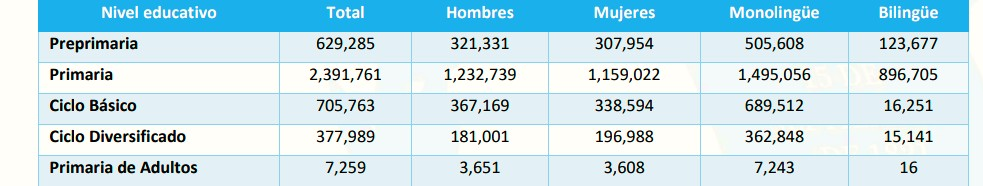 Nivel educativo Total Hombres Mujeres Monolingüe Bilingüe
Preprimaria 629,285 321,331 307,954 505,608 123,677
Primaria 2,391,761 1,232,739 1,159,022 1,495,056 896,705
Ciclo Básico 705,763 367,169 338,594 689,512 16,251
Ciclo Diversificado 377,989 181,001 196,988 362,848 15,141
Primaria de Adultos 7,259 3,651 3,608 7,243 16